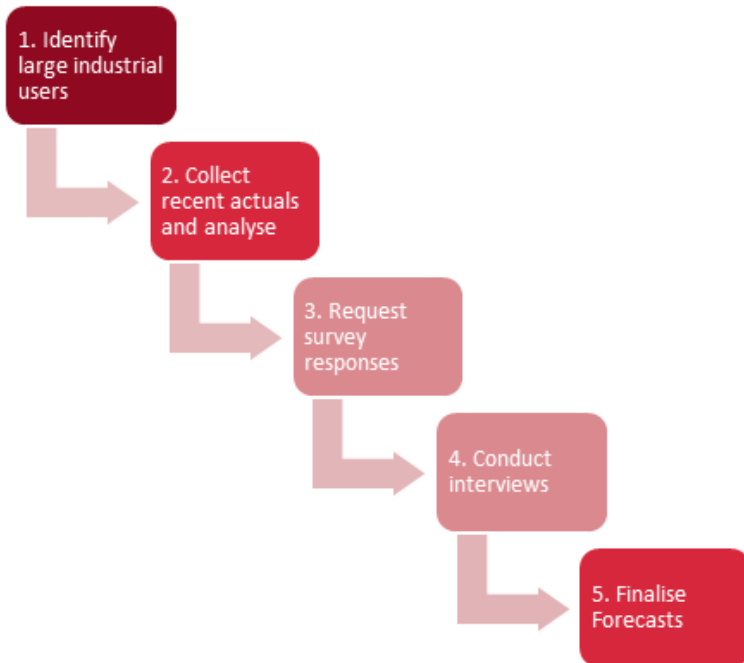 1. Identify
large industrial
users
2. Collect
recent actuals
and analyse
3. Request
survey
responses
4. Conduct
interviews
5. Finalise
Forecasts